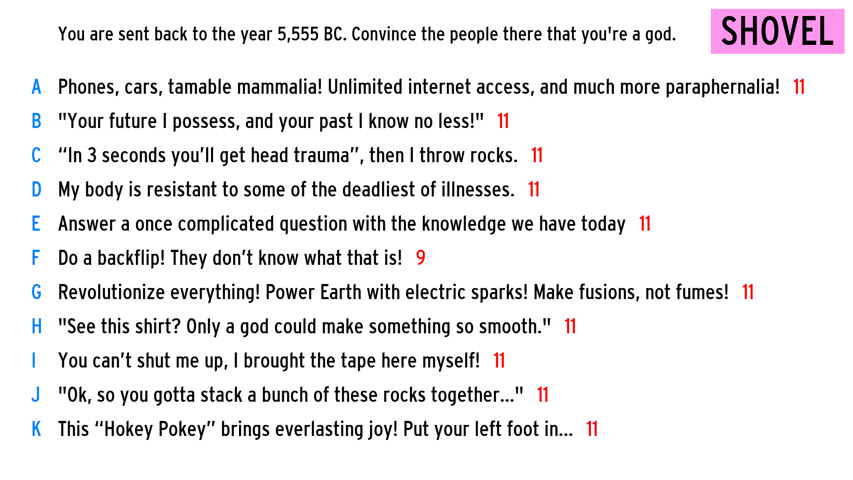 You are sent back to the year 5,555 BC. Convince the people there that you're a god.
SHOVEL
A Phones, cars, tamable mammalia! Unlimited internet access, and much more paraphernalia! 11
B "Your future I possess, and your past I know no less!" 11
C “In 3 seconds you’ll get head trauma”, then I throw rocks. 11
D My body is resistant to some of the deadliest of illnesses. 11
E Answer a once complicated question with the knowledge we have today 11
F Do a backflip! They don’t know what that is! 9
G Revolutionize everything! Power Earth with electric sparks! Make fusions, not fumes! 11
H "See this shirt? Only a god could make something so smooth." 11
I You can’t shut me up, I brought the tape here myself! 11
J "Ok, so you gotta stack a bunch of these rocks together..." 11
K This “Hokey Pokey” brings everlasting joy! Put your left foot in... 11